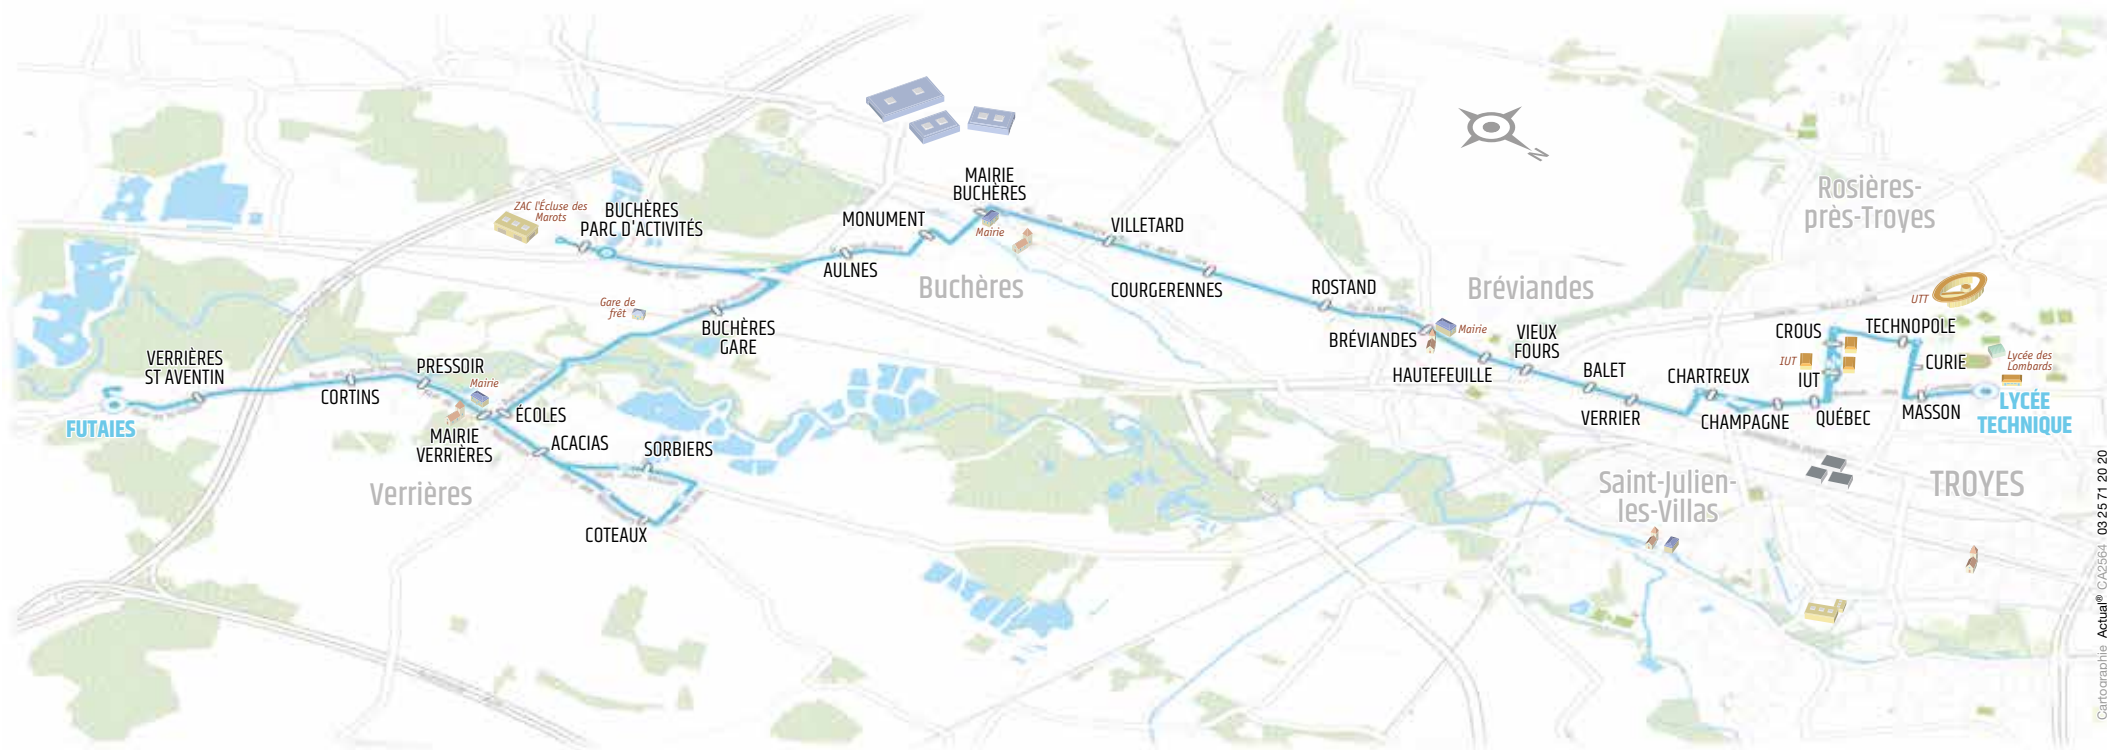 MAIRIE
BUCHÈRES
Mairie
ZAC l'Écluse des
Marots
BUCHÈRES
PARC D'ACTIVITÉS
MONUMENT
AULNES
VILLETARD
COURGERENNES
Buchères
ROSTAND
Bréviandes
BRÉVIANDES
Mairie
HAUTEFEUILLE
VIEUX
FOURS
BALET
VERRIER
CHARTREUX
CHAMPAGNE
QUÉBEC
IUT
IUT
CROUS
TECHNOPOLE
UTT
CURIE
MASSON
Lycée des
Lombards
LYCÉE
TECHNIQUE
Rosières-
près-Troyes
N
Gare de
frêt
BUCHÈRES
GARE
VERRIÈRES
ST AVENTIN
FUTAIES
CORTINS
PRESSOIR
Mairie
ÉCOLES
MAIRIE
VERRIÈRES
ACACIAS
SORBIERS
COTEAUX
Verrières
Saint-Julien-
les-Villas
TROYES
Cartographie Actual® CA2564 03 25 71 20 20